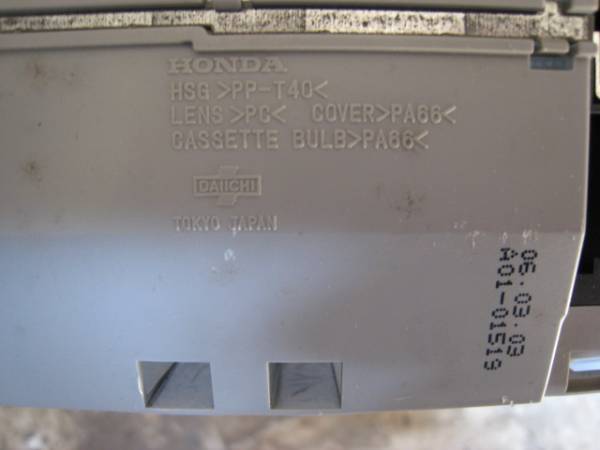 HONDA
HSG >PP-T40<
LENS >PC< COVER>PA66<
CASSETTE BULB>PA66<
DAIICHI
TOKYO JAPAN
06.03.03
A01-01519